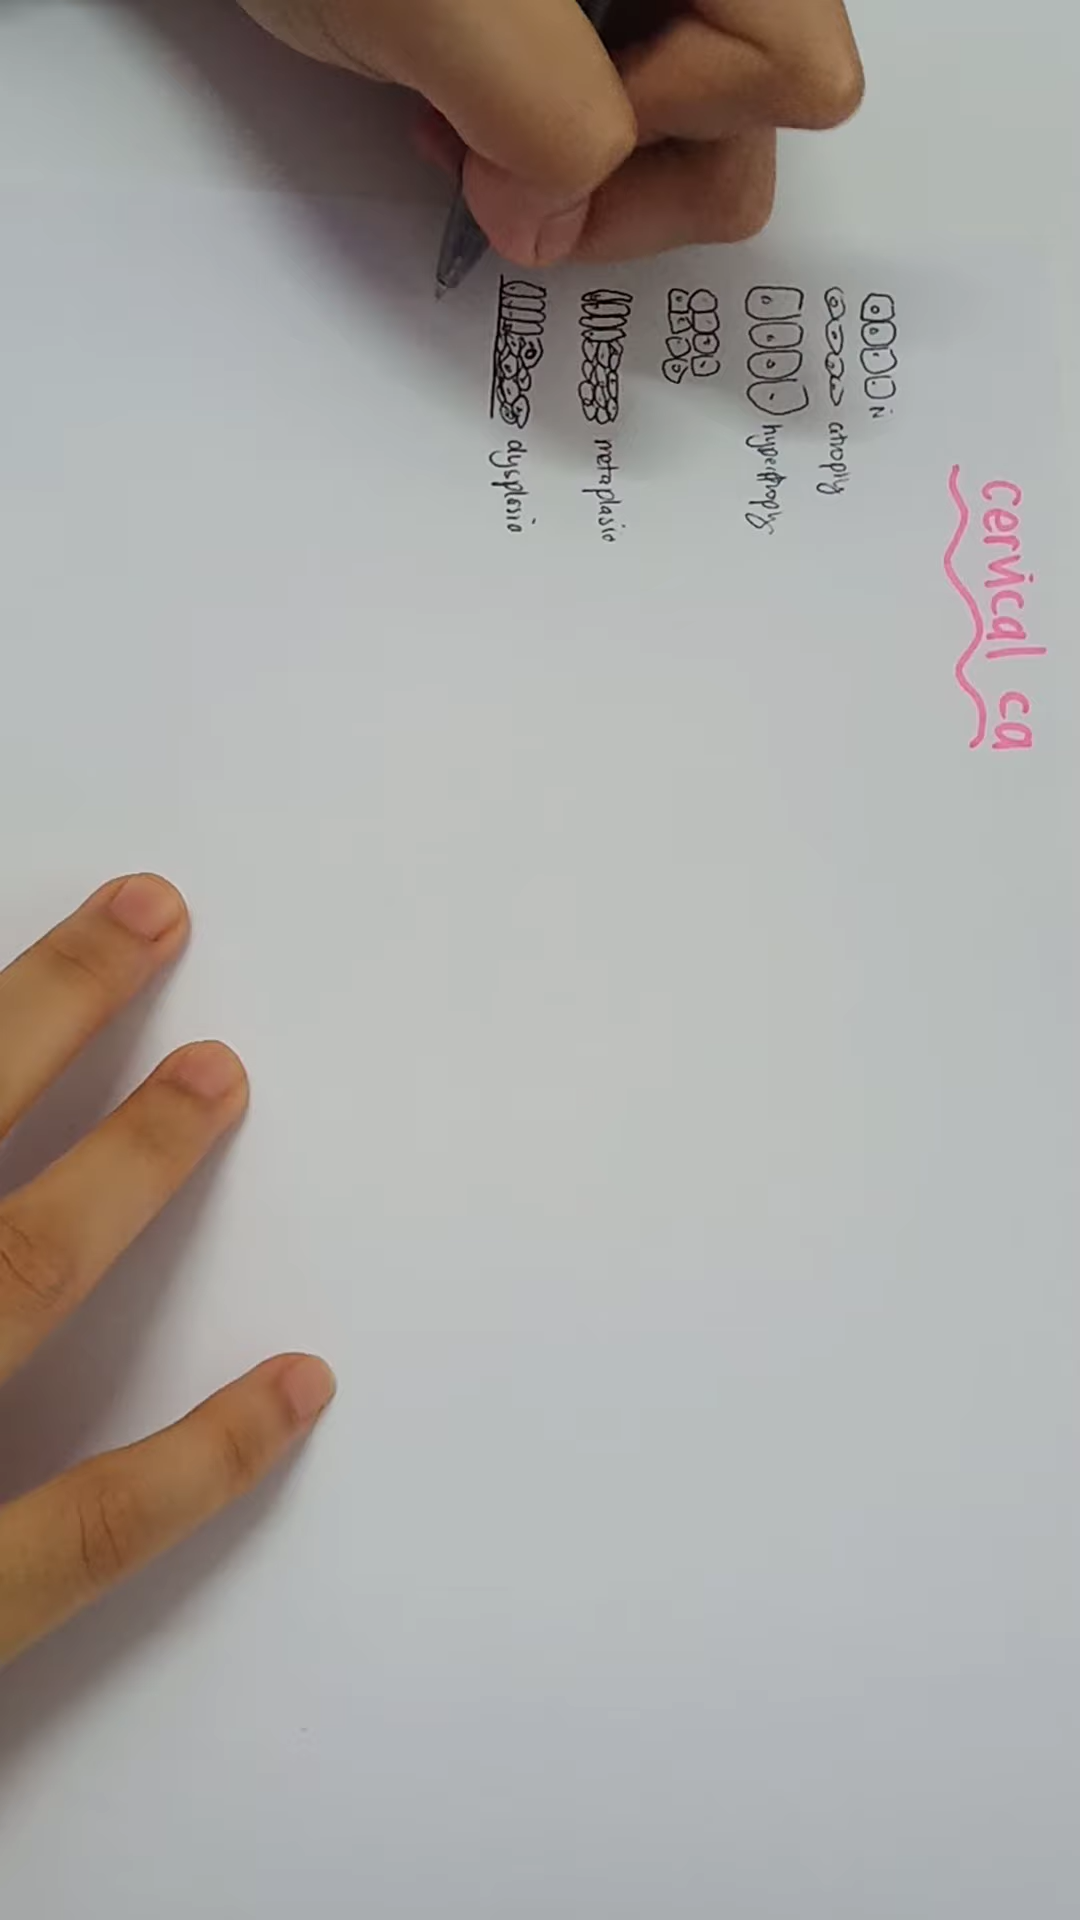 cervical ca
N
atrophy
hypertrophy
metaplasia
dysplasia